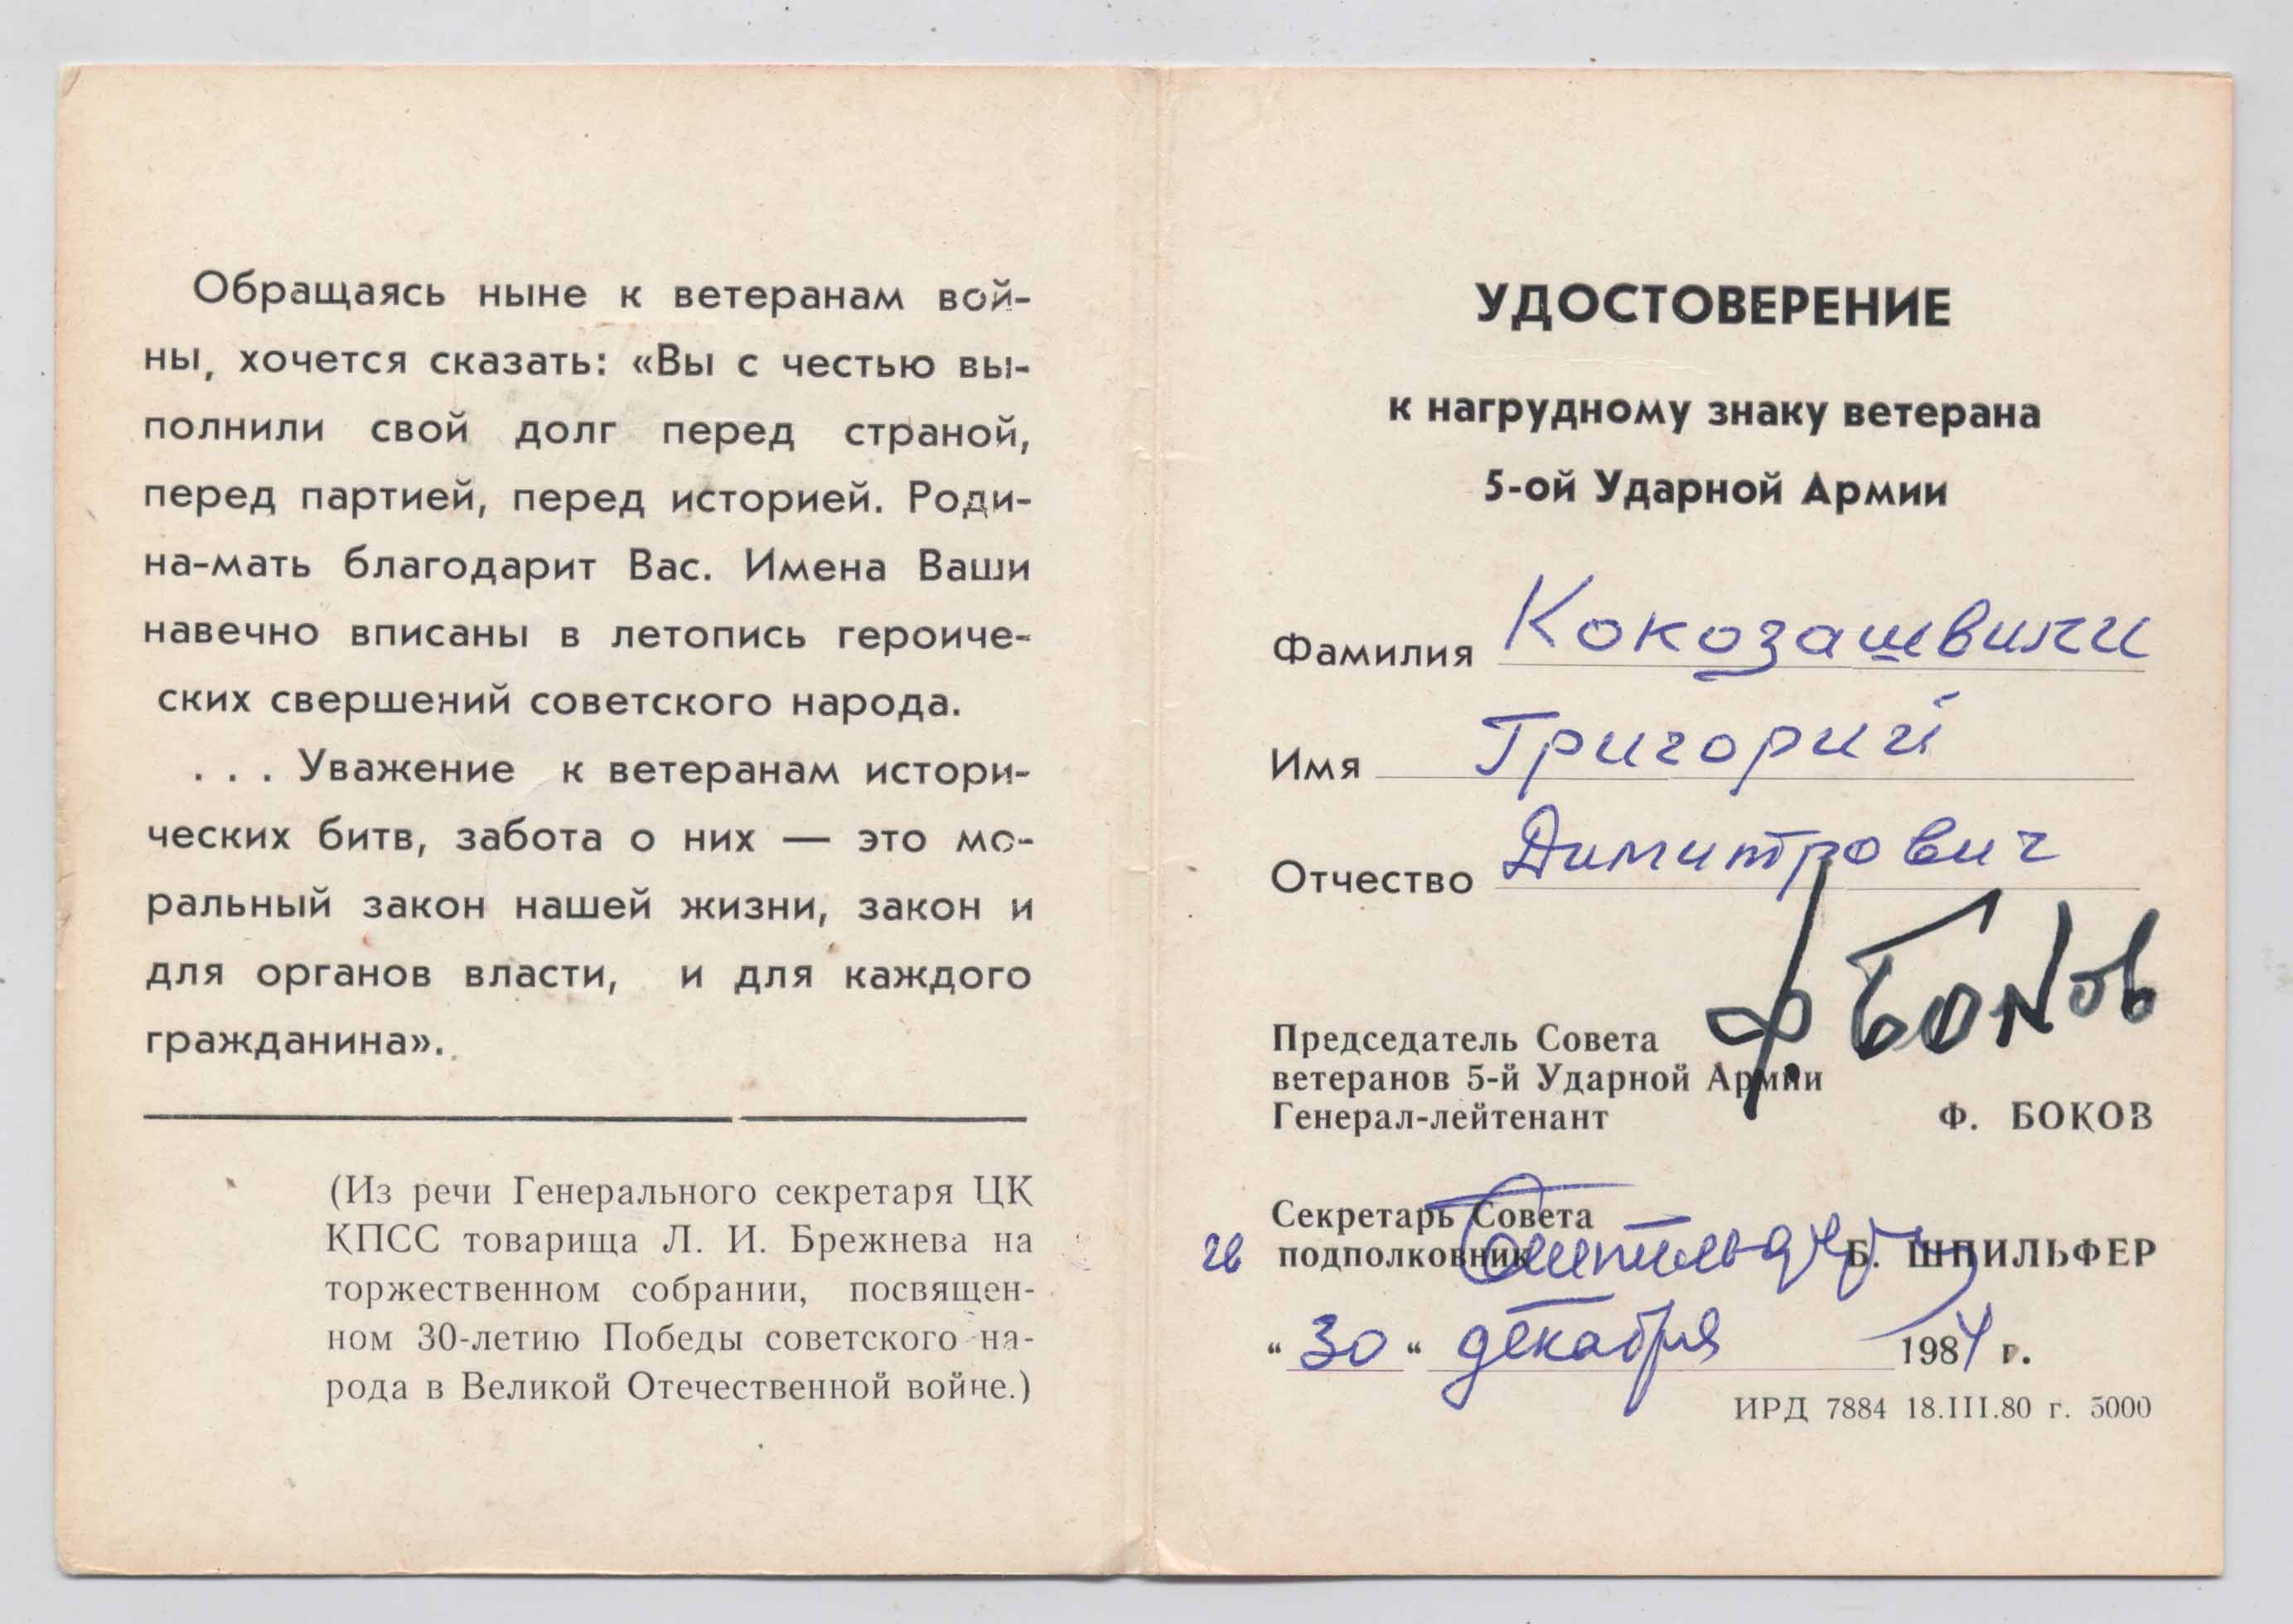 Обращаясь ныне к ветеранам вой-
ны, хочется сказать: «Вы с честью вы-
полнили свой долг перед страной,
перед партией, перед историей. Роди-
на-мать благодарит Вас. Имена Ваши
навечно вписаны в летопись героиче-
ских свершений советского народа.
. . . Уважение к ветеранам истори-
ческих битв, забота о них — это мо-
ральный закон нашей жизни, закон и
для органов власти, и для каждого
гражданина».
(Из речи Генерального секретаря ЦК
КПСС товарища Л. И. Брежнева на
торжественном собрании, посвящен-
ном 30-летию Победы советского на-
рода в Великой Отечественной войне.)
УДОСТОВЕРЕНИЕ
к нагрудному знаку ветерана
5-ой Ударной Армии
Фамилия Кокозашвили
Имя Григорий
Отчество Димитрович
Ф Боков
Председатель Совета
ветеранов 5-й Ударной Армии
Генерал-лейтенант Ф. БОКОВ
Секретарь Совета
гв подполковник Б. ШПИЛЬФЕР
“ 30 “ декабря 1984 г.
ИРД 7884 18.III.80 г. 5000